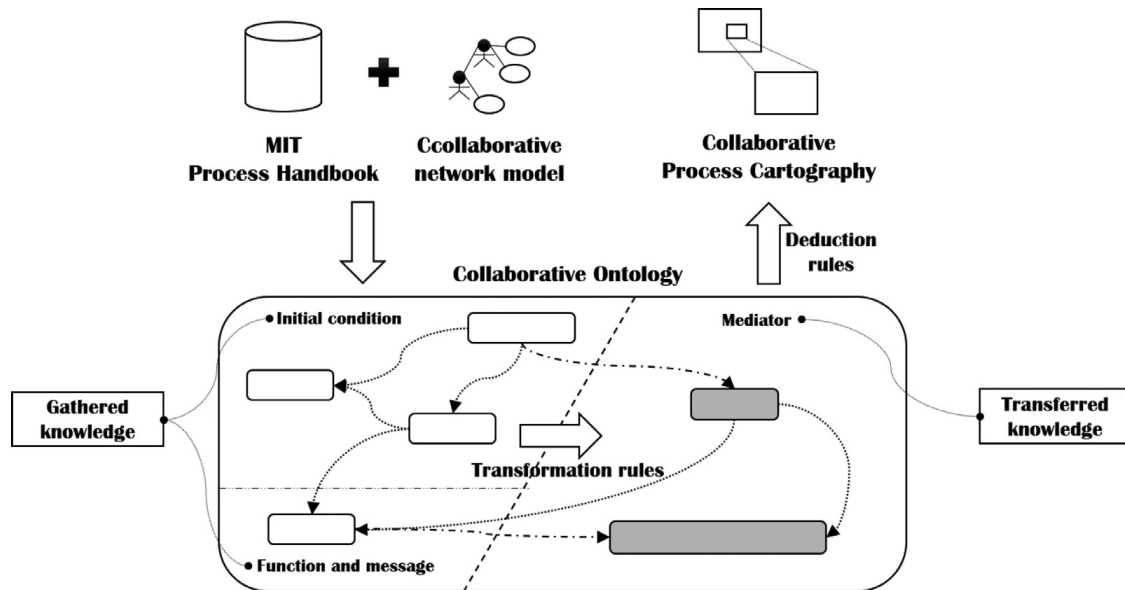 MIT
Process Handbook
Ccollaborative
network model
Collaborative
Process Cartography
Deduction
rules
Collaborative Ontology
Initial condition
Mediator
Gathered
knowledge
Transferred
knowledge
Transformation rules
Function and message